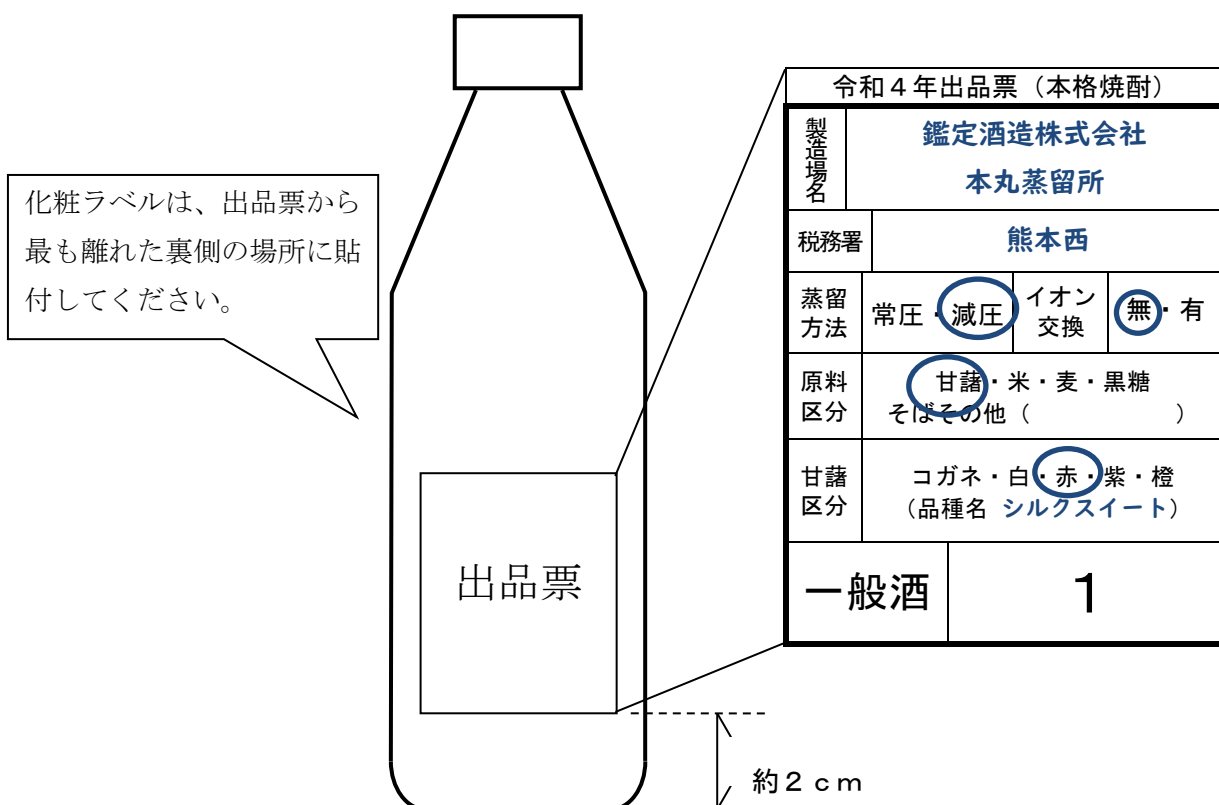 令和４年出品票（本格焼酎）
製造場名
鑑定酒造株式会社
本丸蒸留所
税務署
熊本西
蒸留
方法
常圧・減圧
イオン
交換
無・有
原料
区分
甘藷・米・麦・黒糖
そばその他（　　　　　　）
甘藷
区分
コガネ・白・赤・紫・橙
（品種名 シルクスイート）
一般酒
１
化粧ラベルは、出品票から
最も離れた裏側の場所に貼
付してください。
出品票
約２ｃｍ